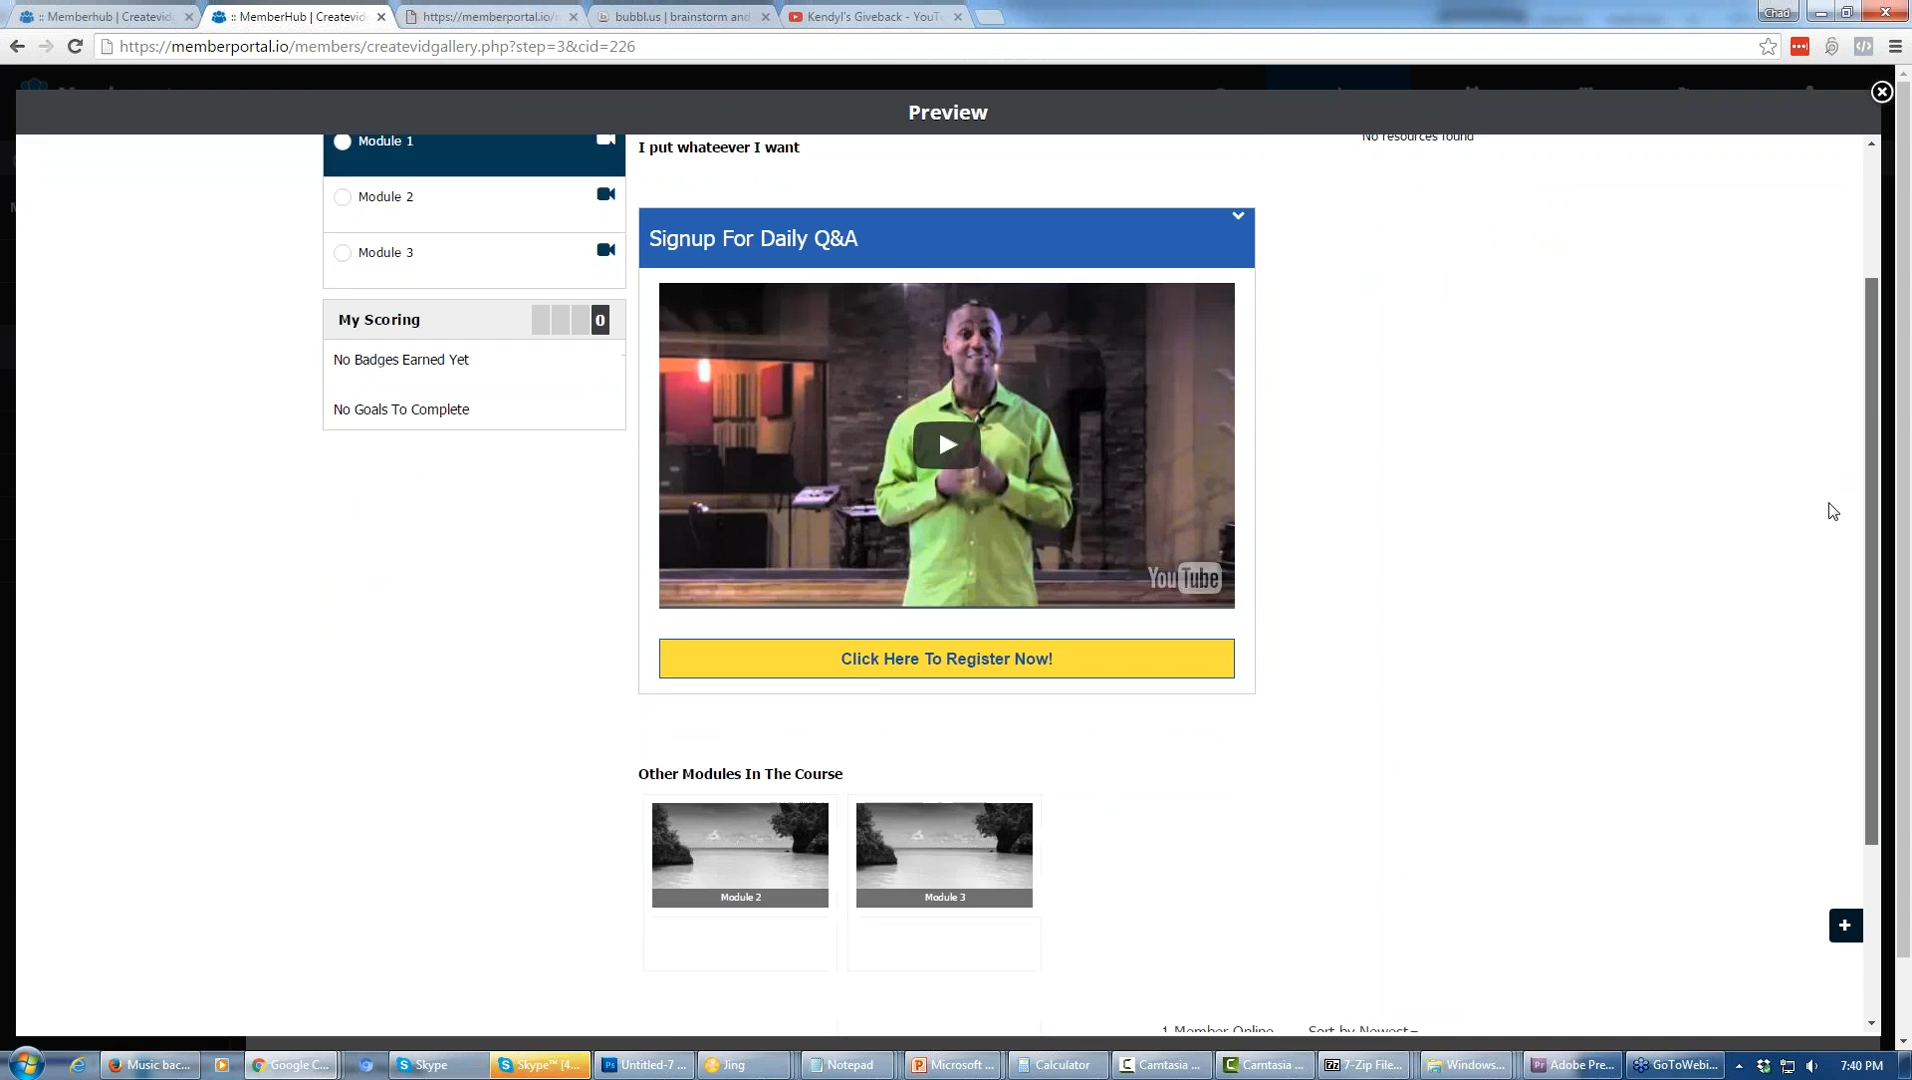 :: MemberHub | Createvid
:: MemberHub | Createvid
https://memberportal.io/m
bubbl.us | brainstorm and
Kendyl's Giveback - YouT
Chad
https://memberportal.io/members/createvidgallery.php?step=3&cid=226
Preview
Module 1
I put whateever I want
No resources found
Module 2
Signup For Daily Q&A
Module 3
My Scoring
0
No Badges Earned Yet
No Goals To Complete
YouTube
Click Here To Register Now!
Other Modules In The Course
Module 2
Module 3
1 Member Online
Sort by Newest
Music bac...
Google C...
Skype
Skype™ [4...
Untitled-7 ...
Jing
Notepad
Microsoft ...
Calculator
Camtasia ...
Camtasia ...
7-Zip File...
Windows...
Adobe Pre...
GoToWebi...
7:40 PM